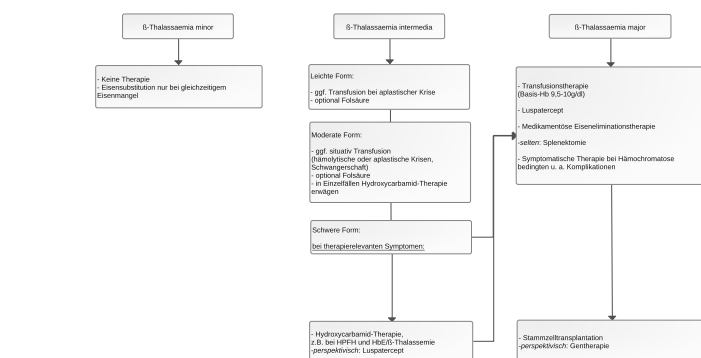 ß-Thalassaemia minor
- Keine Therapie
- Eisensubstitution nur bei gleichzeitigem
Eisenmangel
ß-Thalassaemia intermedia
Leichte Form:
- ggf. Transfusion bei aplastischer Krise
- optional Folsäure
Moderate Form:
- ggf. situativ Transfusion
(hämolytische oder aplastische Krisen,
Schwangerschaft)
- optional Folsäure
- in Einzelfällen Hydroxycarbamid-Therapie
erwägen
Schwere Form:
bei therapierelevanten Symptomen:
- Hydroxycarbamid-Therapie,
z.B. bei HPFH und HbE/ß-Thalassemie
-perspektivisch: Luspatercept
ß-Thalassaemia major
- Transfusionstherapie
(Basis-Hb 9,5-10g/dl)
- Luspatercept
- Medikamentöse Eiseneliminationstherapie
-selten: Splenektomie
- Symptomatische Therapie bei Hämochromatose
bedingten u. a. Komplikationen
- Stammzelltransplantation
-perspektivisch: Gentherapie